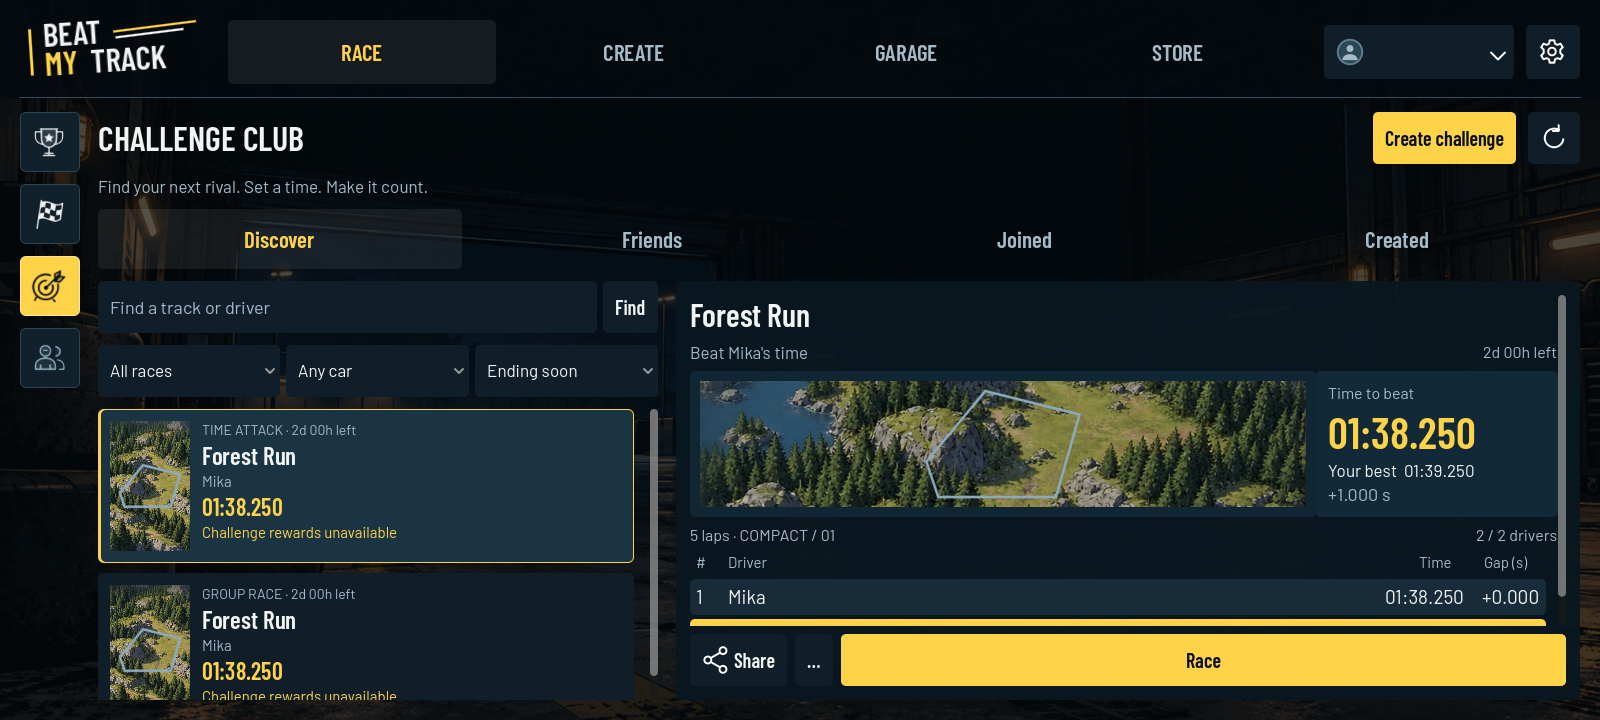 BEAT
MY TRACK
RACE
CREATE
GARAGE
STORE
CHALLENGE CLUB
Create challenge
Find your next rival. Set a time. Make it count.
Discover
Friends
Joined
Created
Find a track or driver
Find
All races
Any car
Ending soon
TIME ATTACK · 2d 00h left
Forest Run
Mika
01:38.250
Challenge rewards unavailable
GROUP RACE · 2d 00h left
Forest Run
Mika
01:38.250
Challenge rewards unavailable
Forest Run
Beat Mika's time
2d 00h left
Time to beat
01:38.250
Your best 01:39.250
+1.000 s
5 laps · COMPACT / 01
2 / 2 drivers
# Driver Time Gap (s)
1 Mika 01:38.250 +0.000
Share
...
Race